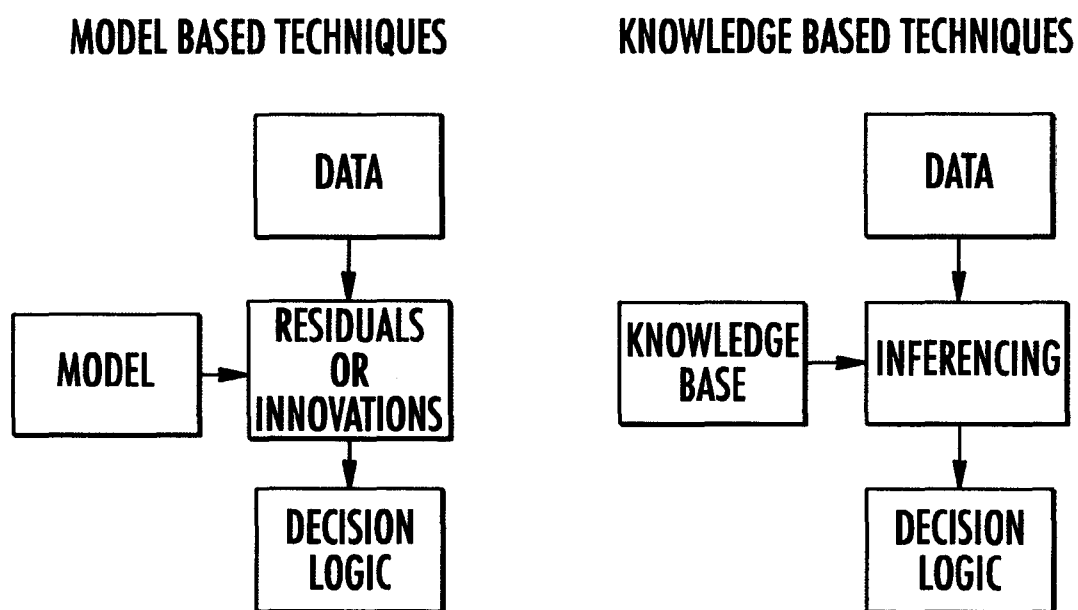 MODEL BASED TECHNIQUES
DATA
MODEL
RESIDUALS
OR
INNOVATIONS
DECISION
LOGIC
KNOWLEDGE BASED TECHNIQUES
DATA
KNOWLEDGE
BASE
INFERENCING
DECISION
LOGIC